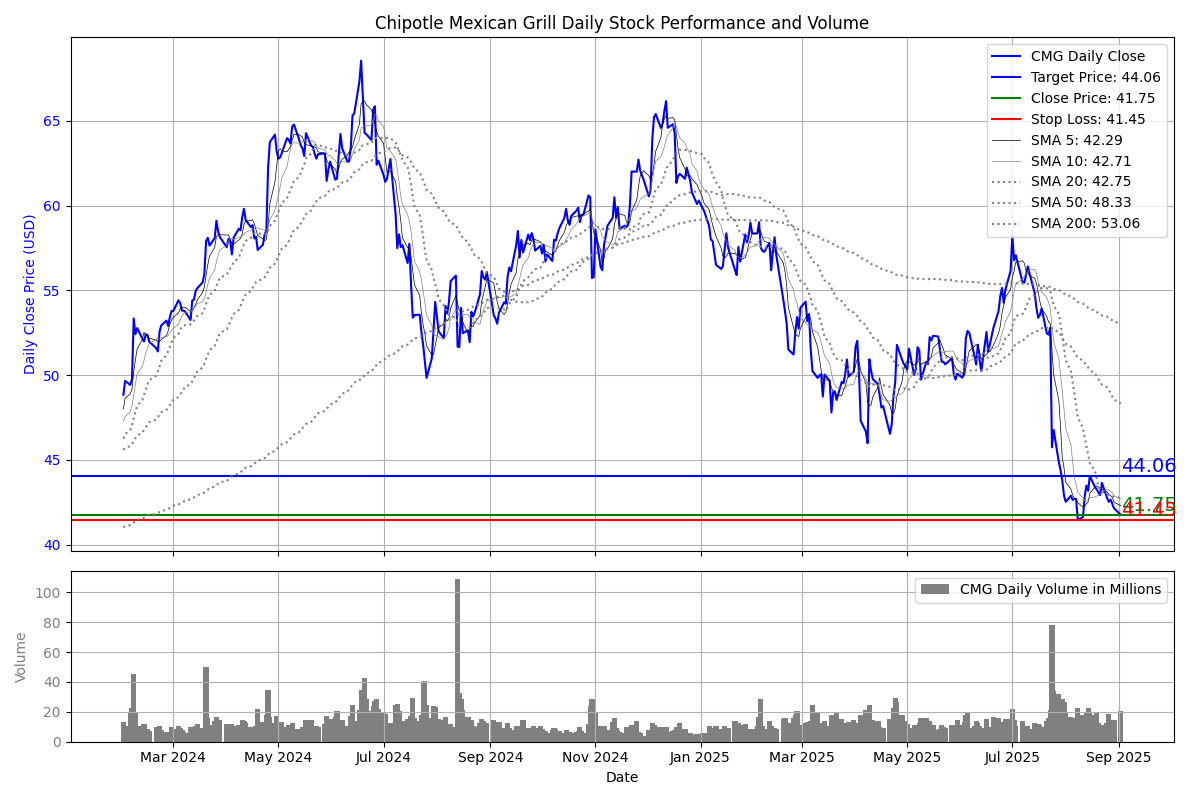 Chipotle Mexican Grill Daily Stock Performance and Volume
Daily Close Price (USD)
65
60
55
50
45
40
CMG Daily Close
Target Price: 44.06
Close Price: 41.75
Stop Loss: 41.45
SMA 5: 42.29
SMA 10: 42.71
SMA 20: 42.75
SMA 50: 48.33
SMA 200: 53.06
44.06
41.75
41.45
Volume
100
80
60
40
20
0
CMG Daily Volume in Millions
Mar 2024 May 2024 Jul 2024 Sep 2024 Nov 2024 Jan 2025 Mar 2025 May 2025 Jul 2025 Sep 2025
Date